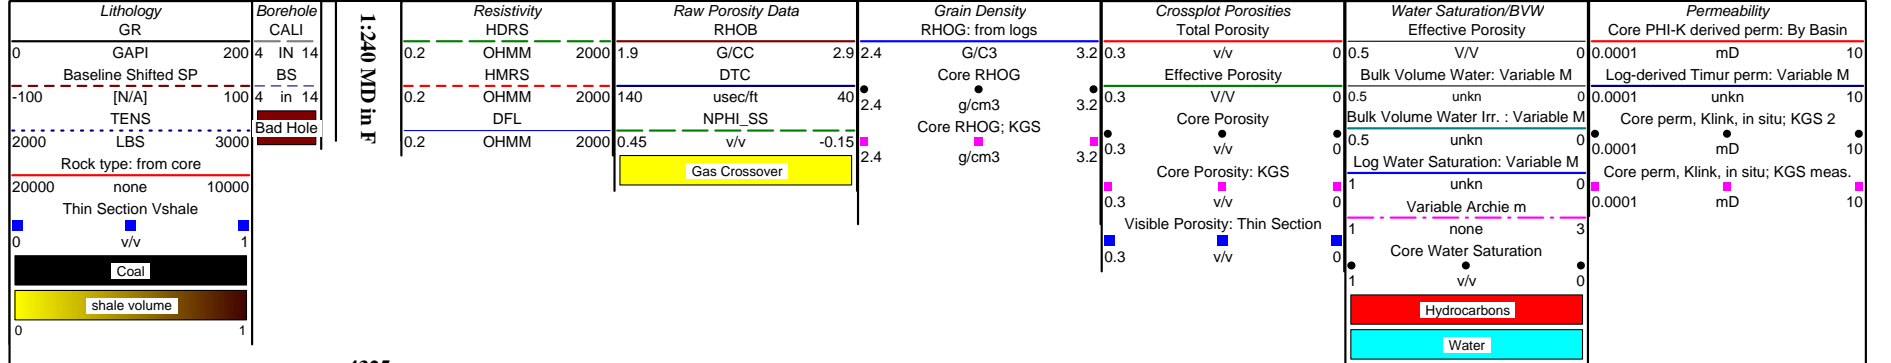 Lithology
GR
0 GAPI 200
Baseline Shifted SP
-100 [N/A] 100
TENS
2000 LBS 3000
Rock type: from core
20000 none 10000
Thin Section Vshale
0 v/v 1
Coal
shale volume
0 1
Borehole
CALI
4 IN 14
BS
4 in 14
Bad Hole
1:240 MD in F
Resistivity
HDRS
0.2 OHMM 2000
HMRS
0.2 OHMM 2000
DFL
0.2 OHMM 2000
Raw Porosity Data
RHOB
1.9 G/CC 2.9
DTC
140 usec/ft 40
NPHI_SS
0.45 v/v -0.15
Gas Crossover
Grain Density
RHOG: from logs
2.4 G/C3 3.2
Core RHOG
2.4 g/cm3 3.2
Core RHOG; KGS
2.4 g/cm3 3.2
Crossplot Porosities
Total Porosity
0.3 v/v 0
Effective Porosity
0.3 V/V 0
Core Porosity
0.3 v/v 0
Core Porosity: KGS
0.3 v/v 0
Visible Porosity: Thin Section
0.3 v/v 0
Water Saturation/BVW
Effective Porosity
0.5 V/V 0
Bulk Volume Water: Variable M
0.5 unkn 0
Bulk Volume Water Irr. : Variable M
0.5 unkn 0
Log Water Saturation: Variable M
1 unkn 0
Variable Archie m
1 none 3
Core Water Saturation
1 v/v 0
Hydrocarbons
Water
Permeability
Core PHI-K derived perm: By Basin
0.0001 mD 10
Log-derived Timur perm: Variable M
0.0001 unkn 10
Core perm, Klink, in situ; KGS 2
0.0001 mD 10
Core perm, Klink, in situ; KGS meas.
0.0001 mD 10